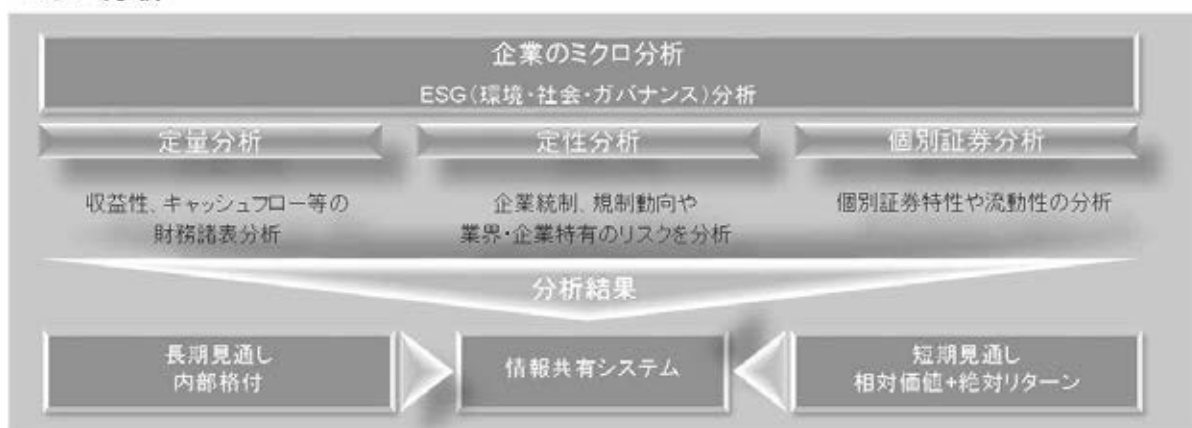 企業のミクロ分析
ESG（環境・社会・ガバナンス）分析
定量分析
定性分析
個別証券分析
収益性、キャッシュフロー等の
財務諸表分析
企業統制、規制動向や
業界・企業特有のリスクを分析
個別証券特性や流動性の分析
分析結果
長期見通し
内部格付
情報共有システム
短期見通し
相対価値+絶対リターン